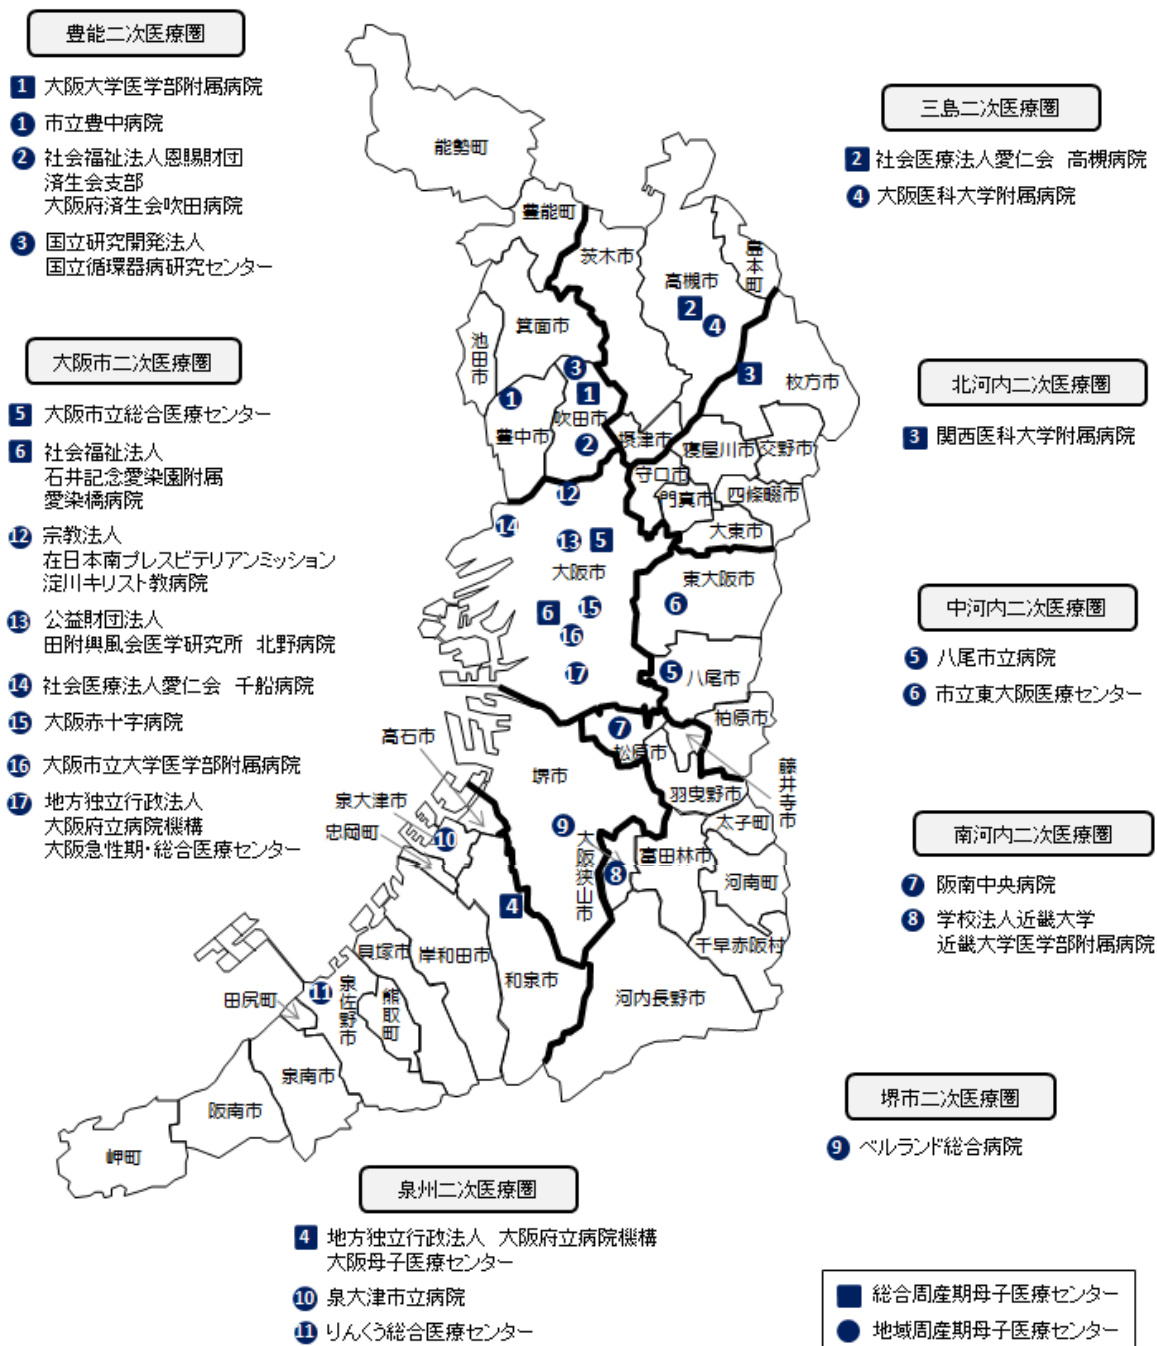 豊能二次医療圏
1 大阪大学医学部附属病院
1 市立豊中病院
2 社会福祉法人恩賜財団
済生会支部
大阪府済生会吹田病院
3 国立研究開発法人
国立循環器病研究センター
大阪市二次医療圏
5 大阪市立総合医療センター
6 社会福祉法人
石井記念愛染園附属
愛染橋病院
12 宗教法人
在日本南プレスビテリアンミッション
淀川キリスト教病院
13 公益財団法人
田附興風会医学研究所 北野病院
14 社会医療法人愛仁会 千船病院
15 大阪赤十字病院
16 大阪市立大学医学部附属病院
17 地方独立行政法人
大阪府立病院機構
大阪急性期・総合医療センター
三島二次医療圏
2 社会医療法人愛仁会 高槻病院
4 大阪医科大学附属病院
北河内二次医療圏
3 関西医科大学附属病院
中河内二次医療圏
5 八尾市立病院
6 市立東大阪医療センター
南河内二次医療圏
7 阪南中央病院
8 学校法人近畿大学
近畿大学医学部附属病院
堺市二次医療圏
9 ベルランド総合病院
泉州二次医療圏
4 地方独立行政法人 大阪府立病院機構
大阪母子医療センター
10 泉大津市立病院
11 りんくう総合医療センター
総合周産期母子医療センター
地域周産期母子医療センター
能勢町
豊能町
茨木市
高槻市
島本町
2
4
箕面市
池田市
3
1
1
吹田市
豊中市
2
摂津市
3
枚方市
寝屋川市
交野市
守口市
門真市
四條畷市
大東市
12
14
13
5
大阪市
東大阪市
6
6
15
16
17
5
八尾市
柏原市
7
松原市
藤井寺市
羽曳野市
高石市
堺市
泉大津市
忠岡町
10
9
大阪狭山市
8
富田林市
太子町
河南町
千早赤阪村
4
貝塚市
岸和田市
和泉市
河内長野市
田尻町
11
泉佐野市
熊取町
泉南市
阪南市
岬町